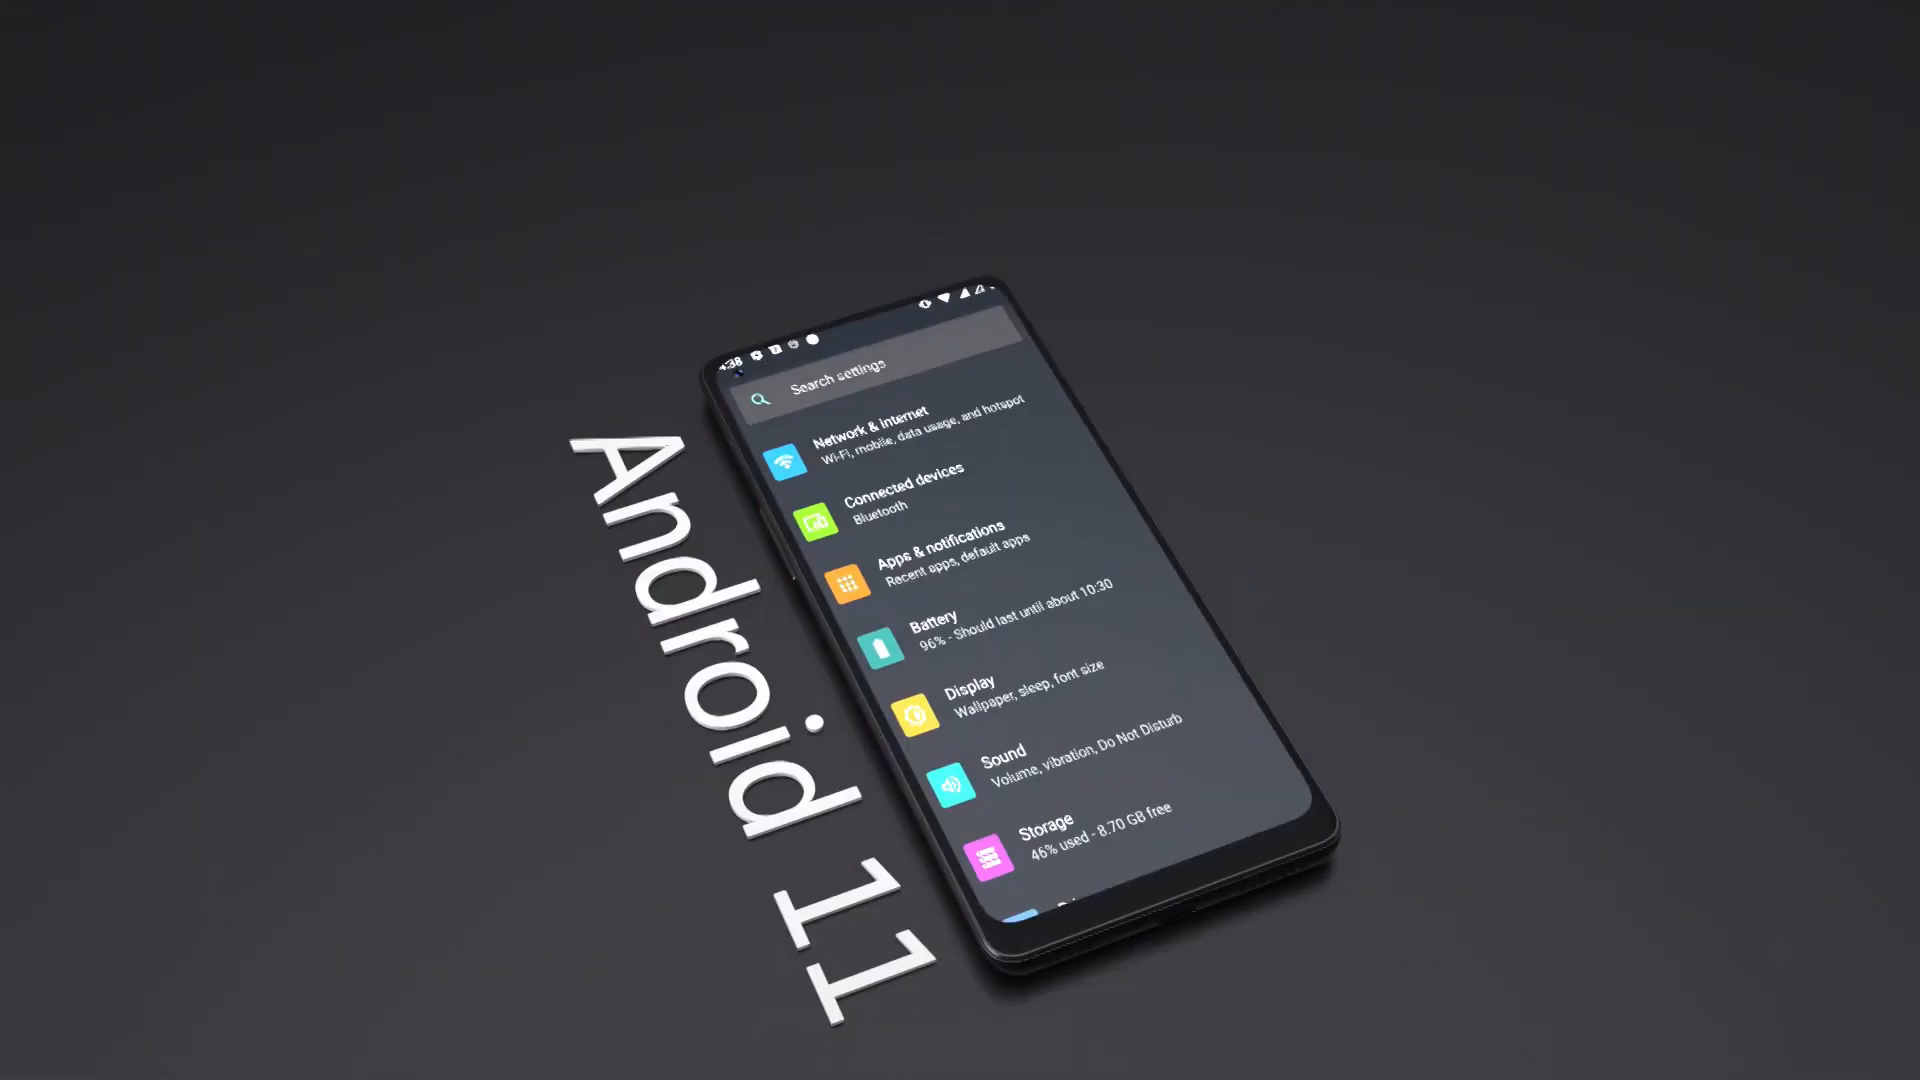 4:38
Search settings
Network & internet
Wi-Fi, mobile, data usage, and hotspot
Connected devices
Bluetooth
Apps & notifications
Recent apps, default apps
Battery
96% - Should last until about 10:30
Display
Wallpaper, sleep, font size
Sound
Volume, vibration, Do Not Disturb
Storage
46% used - 8.70 GB free
Android 11